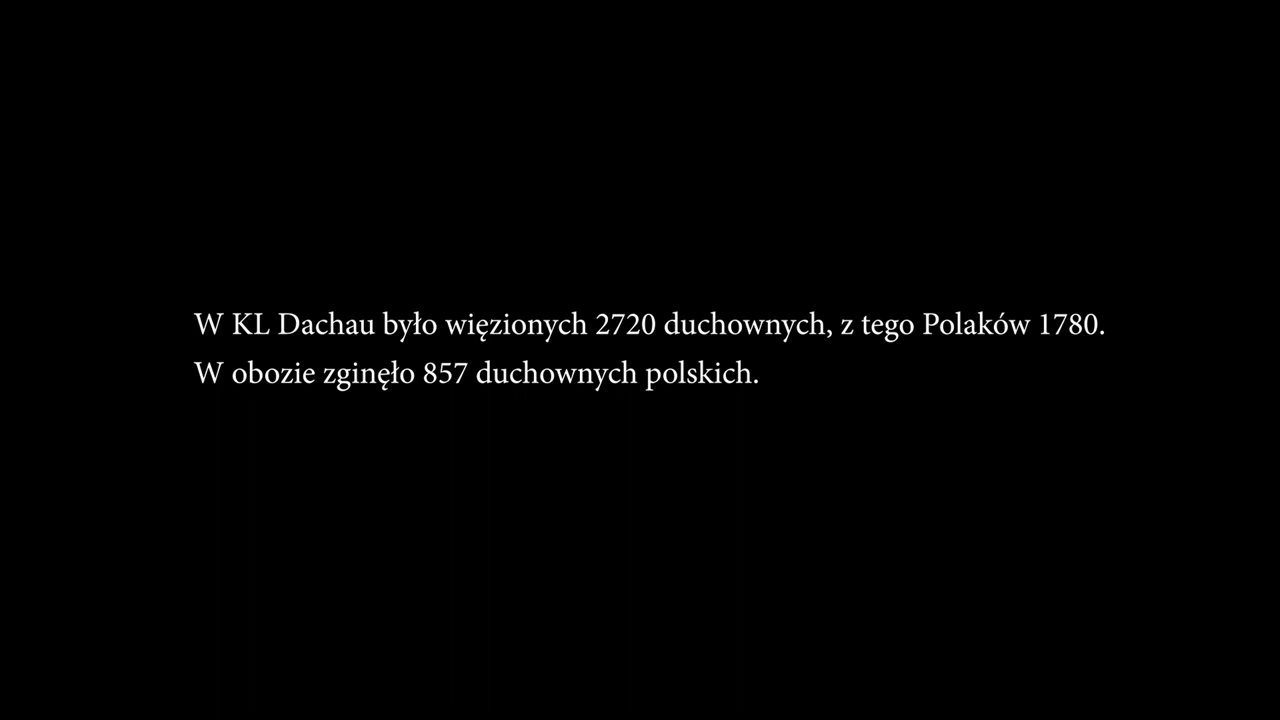 W KL Dachau było więzionych 2720 duchownych, z tego Polaków 1780.
W obozie zginęło 857 duchownych polskich.